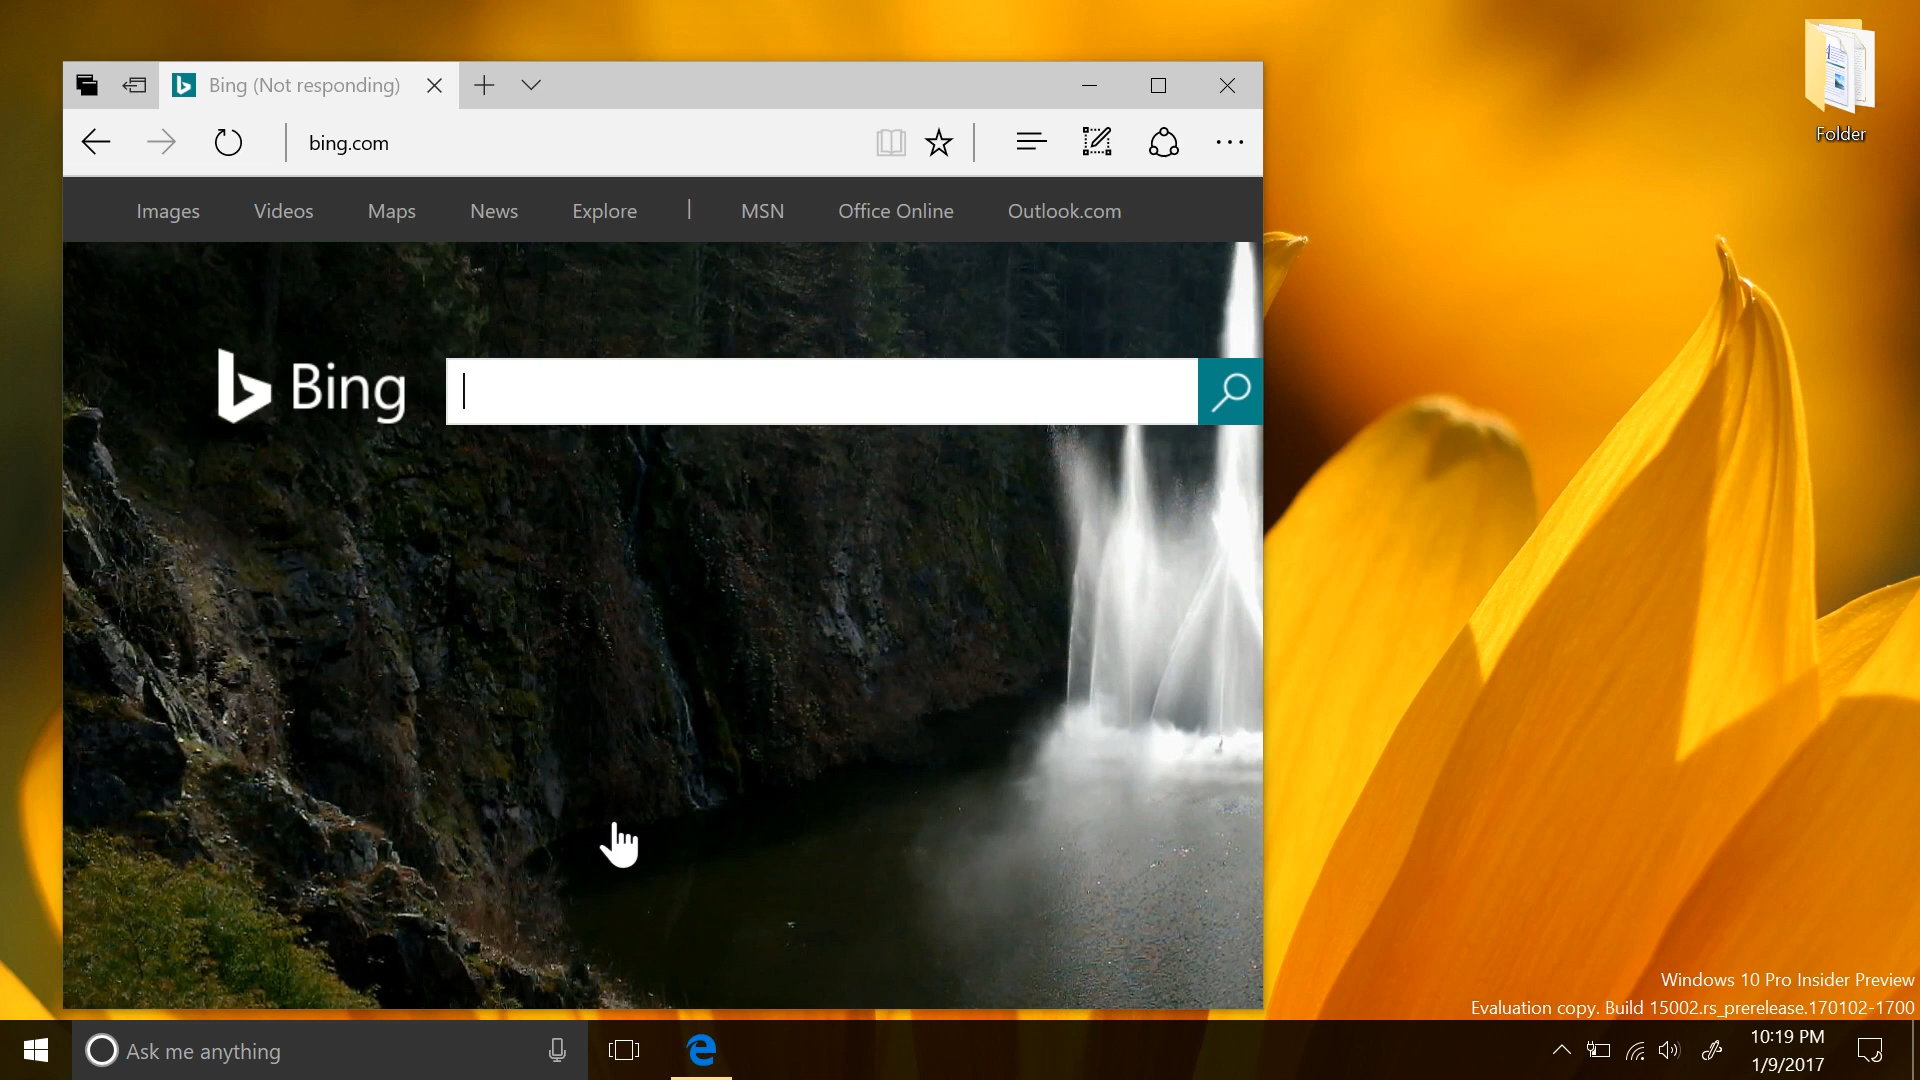 Folder
Bing (Not responding)
bing.com
Images Videos Maps News Explore | MSN Office Online Outlook.com
Bing
Windows 10 Pro Insider Preview
Evaluation copy. Build 15002.rs_prerelease.170102-1700
Ask me anything
10:19 PM
1/9/2017